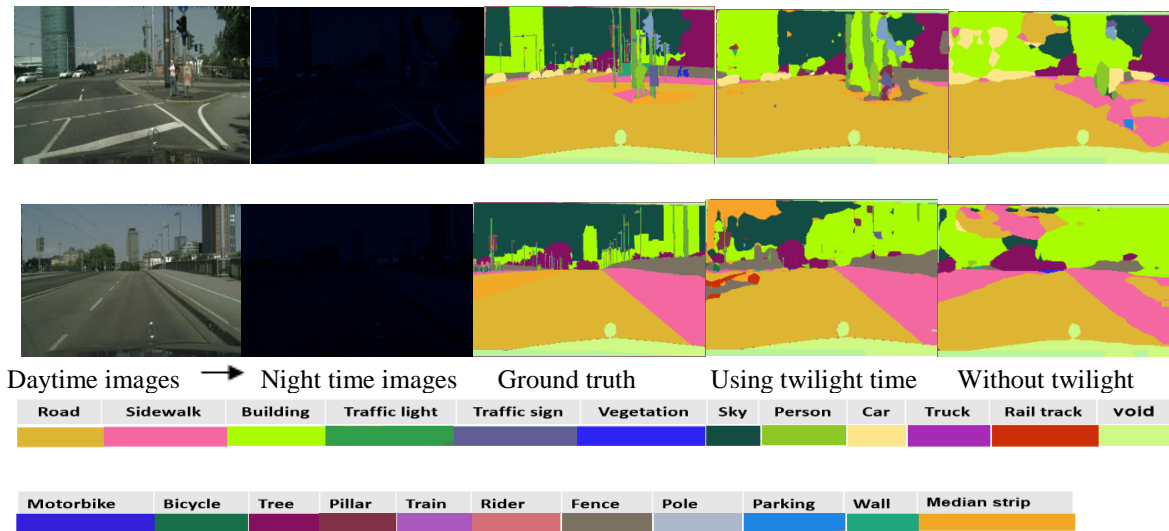 Daytime images → Night time images Ground truth Using twilight time Without twilight
Road Sidewalk Building Traffic light Traffic sign Vegetation Sky Person Car Truck Rail track void
Motorbike Bicycle Tree Pillar Train Rider Fence Pole Parking Wall Median strip